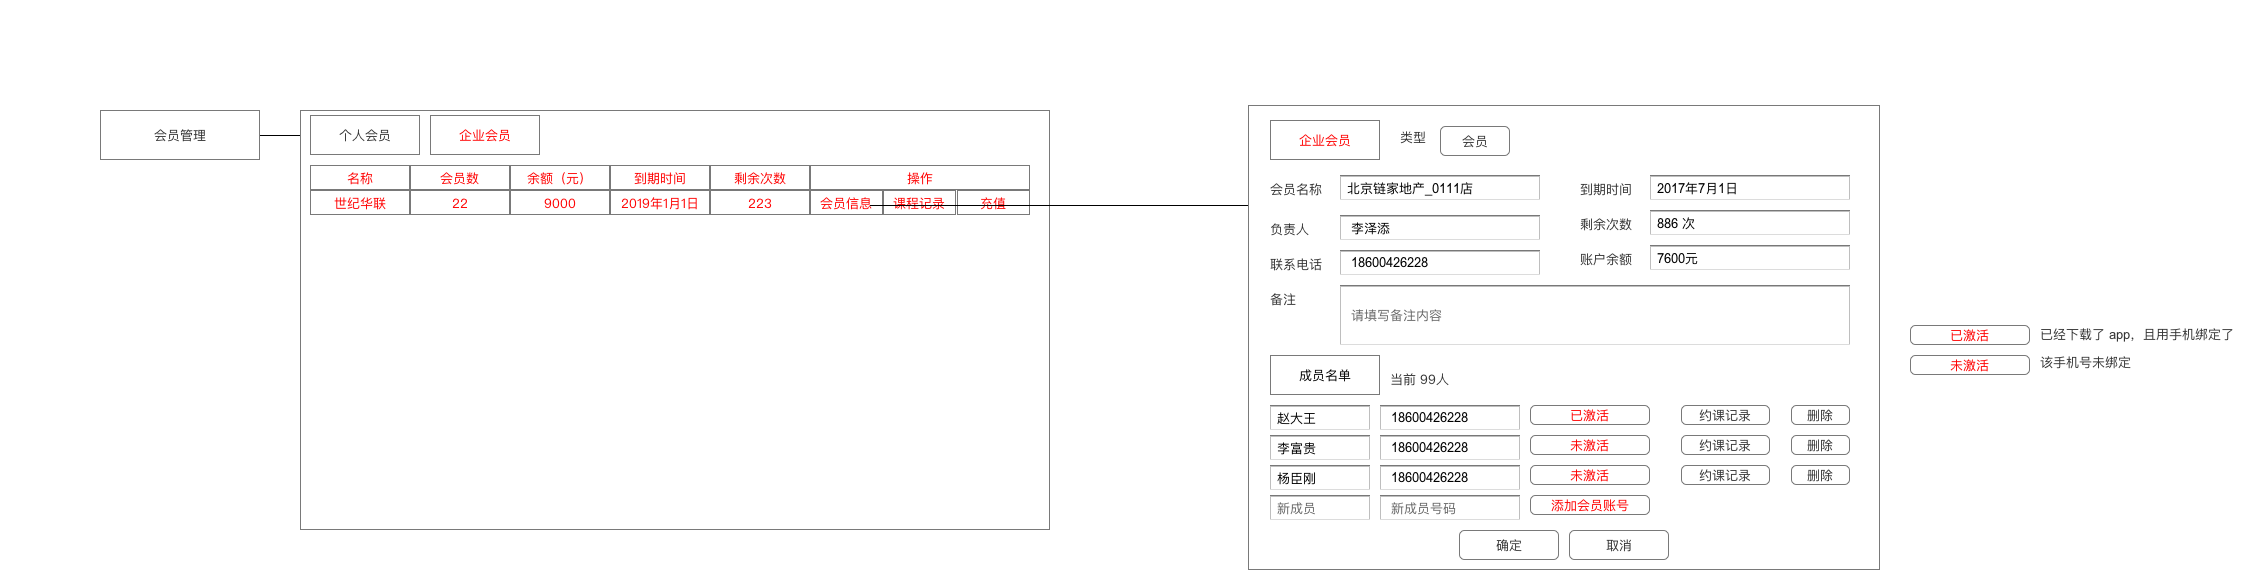 会员管理
个人会员 企业会员
名称 会员数 余额（元） 到期时间 剩余次数 操作
世纪华联 22 9000 2019年1月1日 223 会员信息 课程记录 充值
企业会员 类型 会员
会员名称 北京链家地产_0111店 到期时间 2017年7月1日
负责人 李泽添 剩余次数 886 次
联系电话 18600426228 账户余额 7600元
备注 请填写备注内容
成员名单 当前 99人
赵大王 18600426228 已激活 约课记录 删除
李富贵 18600426228 未激活 约课记录 删除
杨臣刚 18600426228 未激活 约课记录 删除
新成员 新成员号码 添加会员账号
确定 取消
已激活 已经下载了 app，且用手机绑定了
未激活 该手机号未绑定